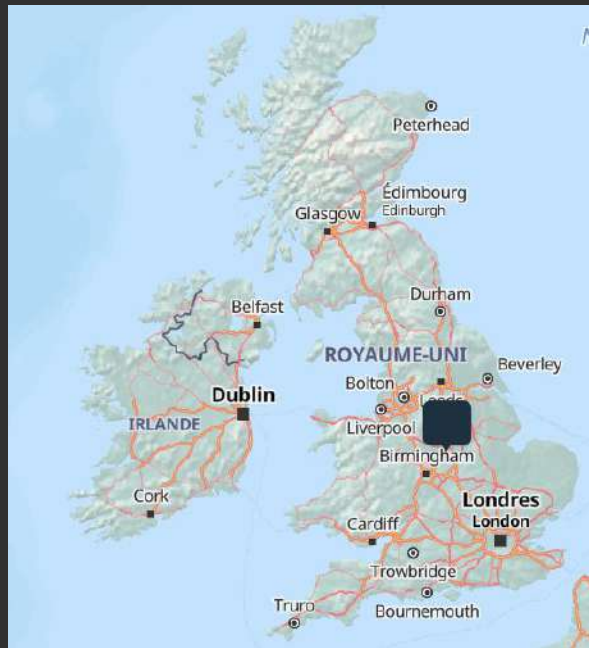 Peterhead
Édimbourg
Edinburgh
Glasgow
Durham
Belfast
ROYAUME-UNI
Beverley
Bolton
Dublin
Liverpool
IRLANDE
Birmingham
Cork
Londres
London
Cardiff
Trowbridge
Truro
Bournemouth